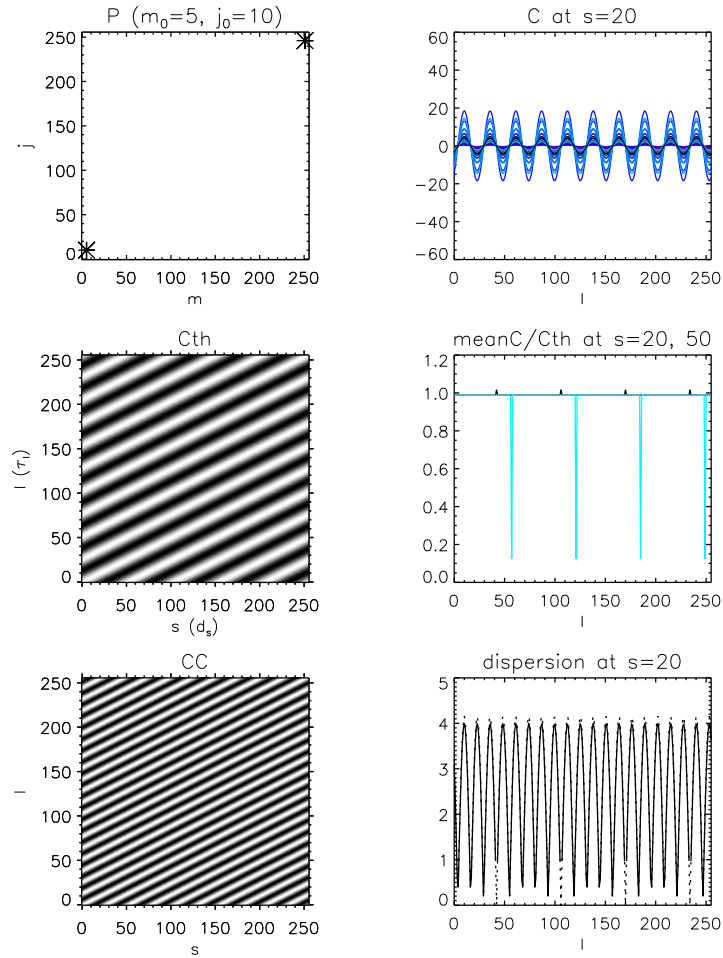 P (m₀=5, j₀=10)
250
200
150
100
50
0
j
0 50 100 150 200 250
m
C at s=20
60
40
20
0
−20
−40
−60
0 50 100 150 200 250
l
Cth
250
200
150
100
50
0
l (τₗ)
0 50 100 150 200 250
s (dₛ)
meanC/Cth at s=20, 50
1.2
1.0
0.8
0.6
0.4
0.2
0.0
0 50 100 150 200 250
l
CC
250
200
150
100
50
0
l
0 50 100 150 200 250
s
dispersion at s=20
5
4
3
2
1
0
0 50 100 150 200 250
l